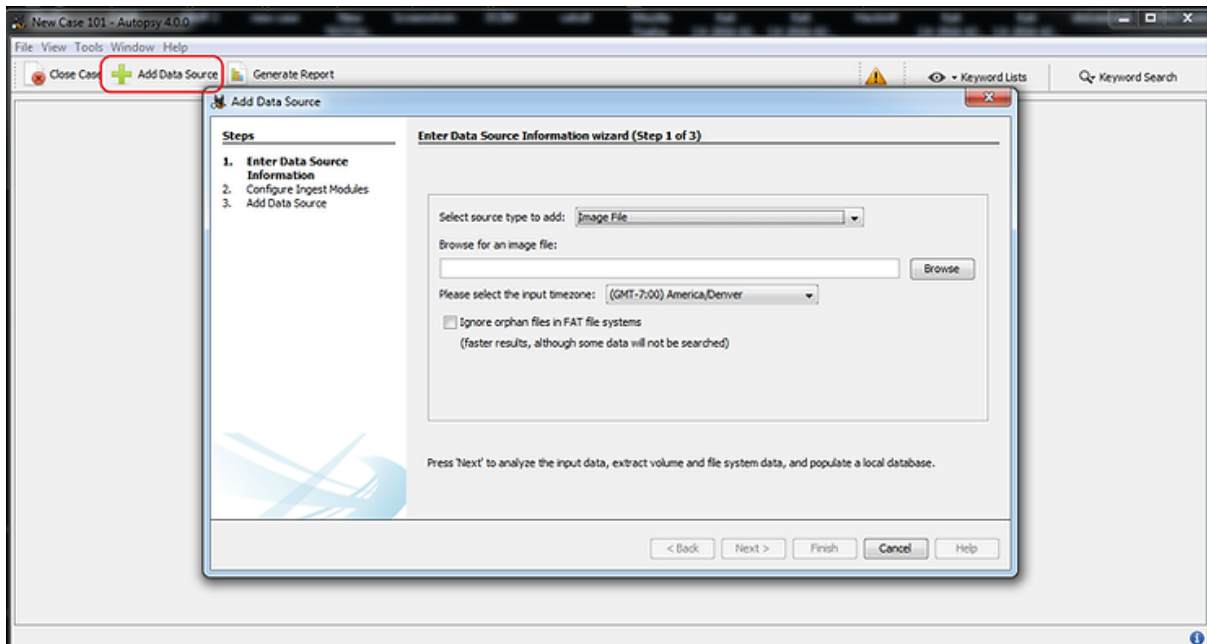 New Case 101 - Autopsy 4.0.0
File View Tools Window Help
Close Case Add Data Source Generate Report Keyword Lists Keyword Search
Add Data Source
Steps
1. Enter Data Source
Information
2. Configure Ingest Modules
3. Add Data Source
Enter Data Source Information wizard (Step 1 of 3)
Select source type to add: Image File
Browse for an image file:
Browse
Please select the input timezone: (GMT-7:00) America/Denver
Ignore orphan files in FAT file systems
(faster results, although some data will not be searched)
Press 'Next' to analyze the input data, extract volume and file system data, and populate a local database.
< Back Next > Finish Cancel Help